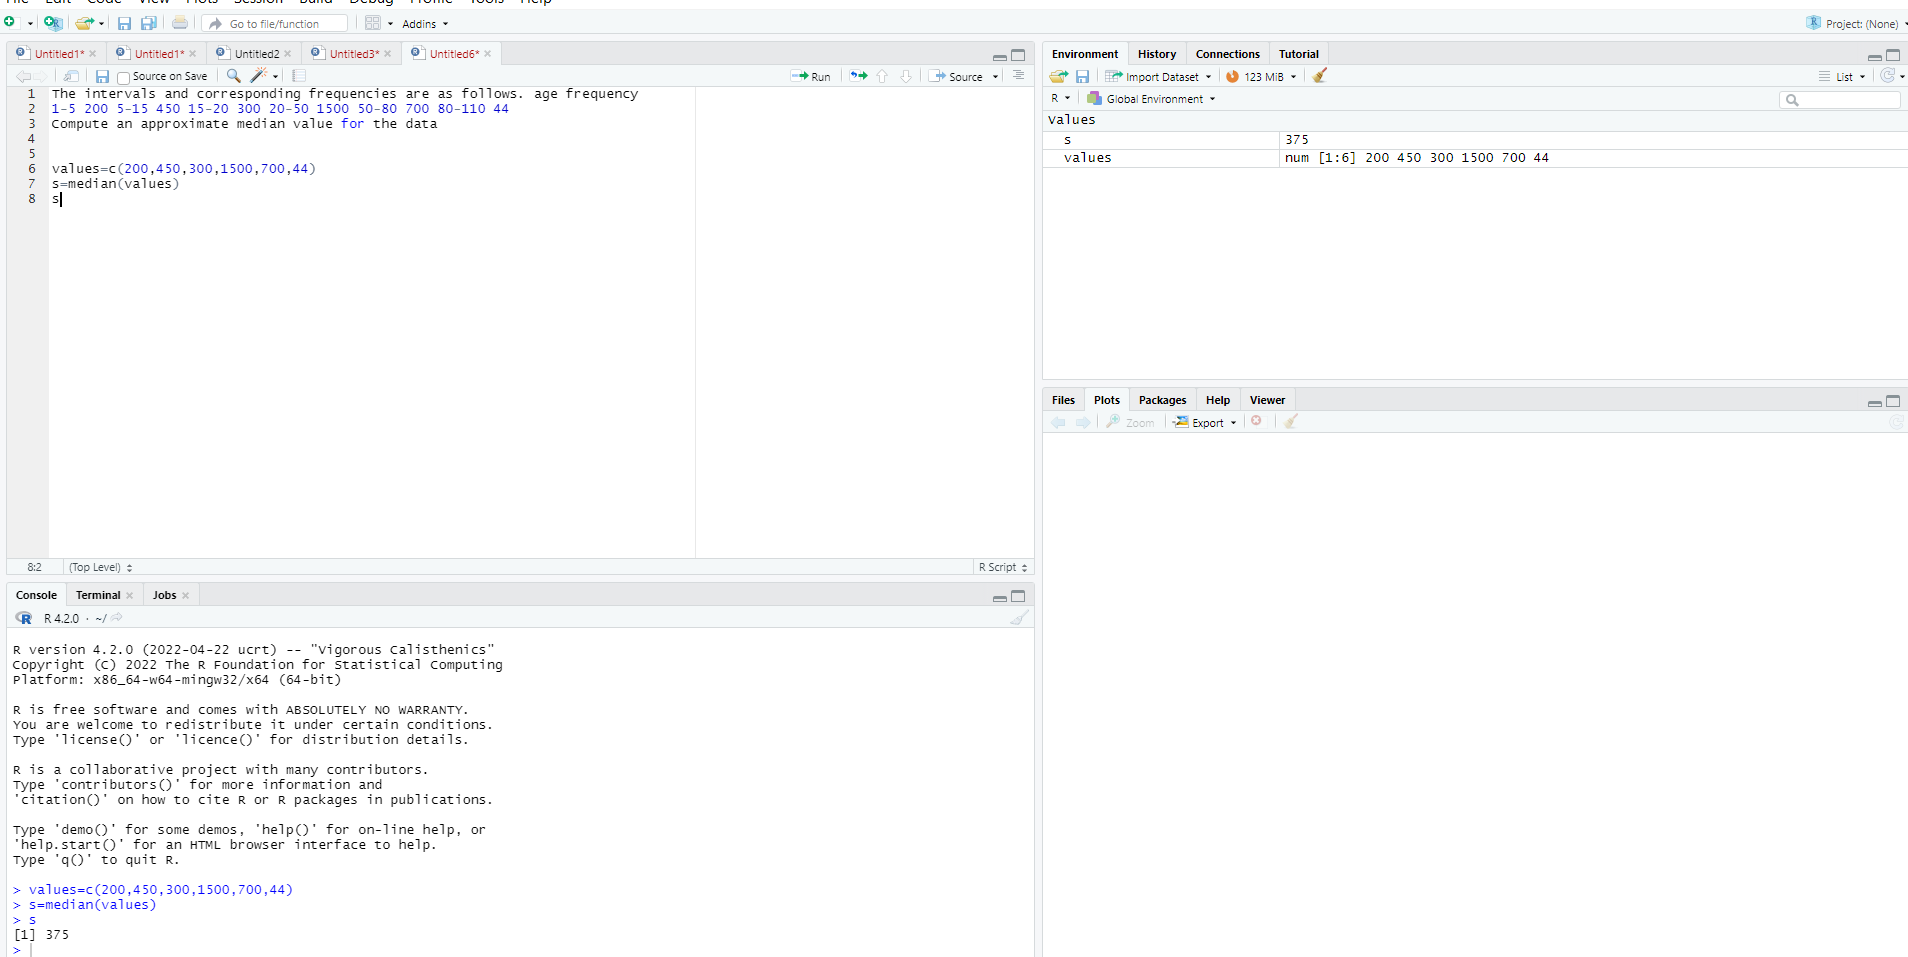 File Edit Code View Plots Session Build Debug Profile Tools Help
Go to file/function Addins Project: (None)
Untitled1* Untitled1* Untitled2 Untitled3* Untitled6*
Source on Save Run Source
1 The intervals and corresponding frequencies are as follows. age frequency
2 1-5 200 5-15 450 15-20 300 20-50 1500 50-80 700 80-110 44
3 Compute an approximate median value for the data
4
5
6 values=c(200,450,300,1500,700,44)
7 s=median(values)
8 s
8:2 (Top Level) R Script
Console Terminal Jobs
R 4.2.0 · ~/
R version 4.2.0 (2022-04-22 ucrt) -- "Vigorous Calisthenics"
Copyright (C) 2022 The R Foundation for Statistical Computing
Platform: x86_64-w64-mingw32/x64 (64-bit)
R is free software and comes with ABSOLUTELY NO WARRANTY.
You are welcome to redistribute it under certain conditions.
Type 'license()' or 'licence()' for distribution details.
R is a collaborative project with many contributors.
Type 'contributors()' for more information and
'citation()' on how to cite R or R packages in publications.
Type 'demo()' for some demos, 'help()' for on-line help, or
'help.start()' for an HTML browser interface to help.
Type 'q()' to quit R.
> values=c(200,450,300,1500,700,44)
> s=median(values)
> s
[1] 375
>
Environment History Connections Tutorial
Import Dataset 123 MiB List
R Global Environment
Values
s 375
values num [1:6] 200 450 300 1500 700 44
Files Plots Packages Help Viewer
Zoom Export